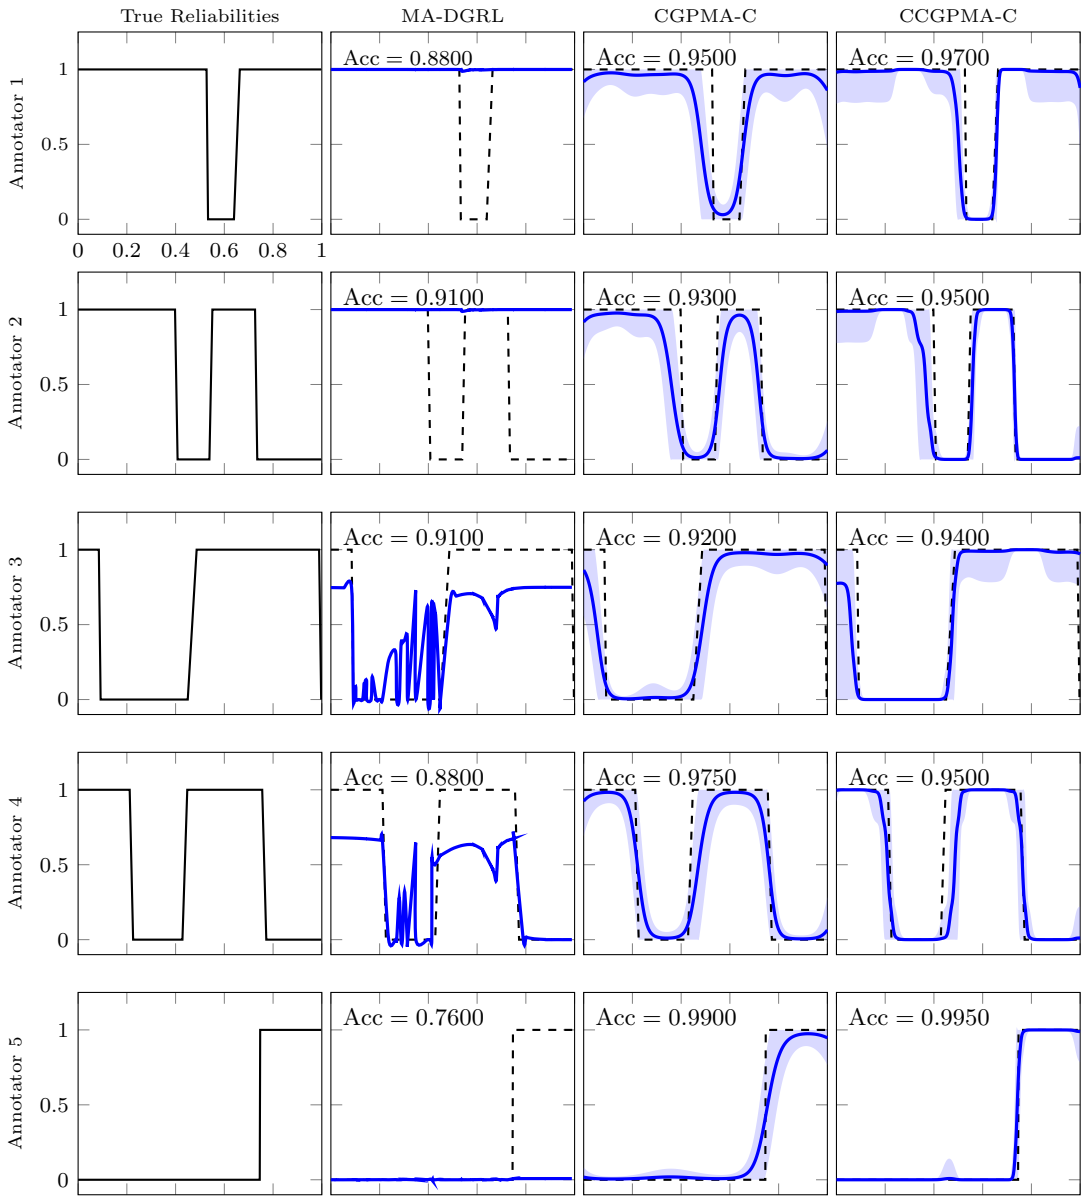 True Reliabilities MA-DGRL CGPMA-C CCGPMA-C
Annotator 1
1
0.5
0
Acc = 0.8800
Acc = 0.9500
Acc = 0.9700
0 0.2 0.4 0.6 0.8 1
Annotator 2
1
0.5
0
Acc = 0.9100
Acc = 0.9300
Acc = 0.9500
Annotator 3
1
0.5
0
Acc = 0.9100
Acc = 0.9200
Acc = 0.9400
Annotator 4
1
0.5
0
Acc = 0.8800
Acc = 0.9750
Acc = 0.9500
Annotator 5
1
0.5
0
Acc = 0.7600
Acc = 0.9900
Acc = 0.9950